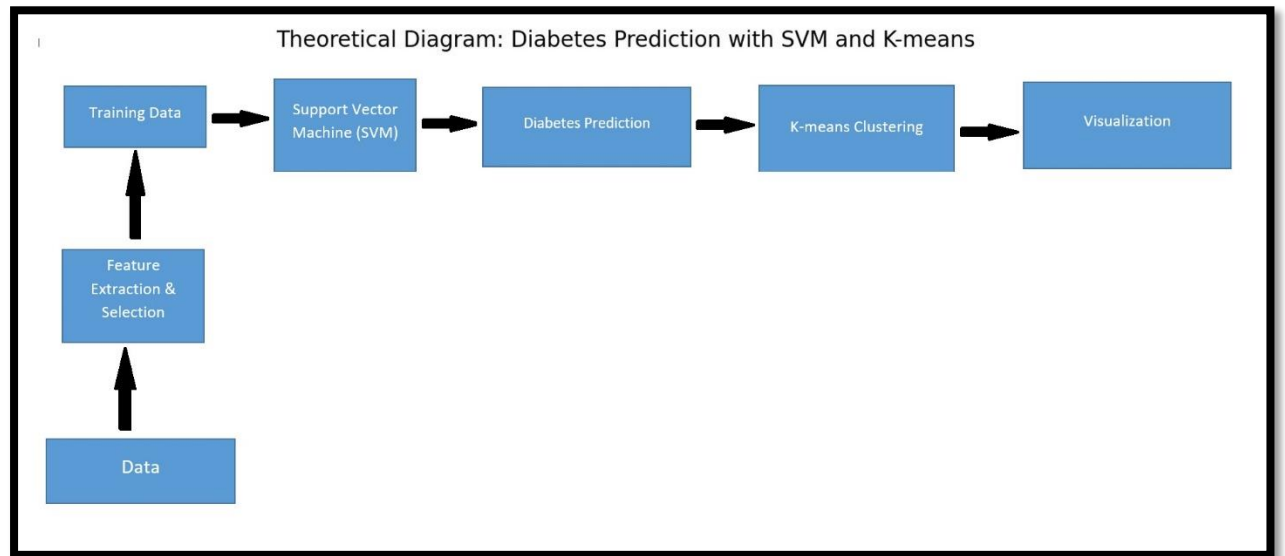 Theoretical Diagram: Diabetes Prediction with SVM and K-means
Training Data
Support Vector
Machine (SVM)
Diabetes Prediction
K-means Clustering
Visualization
Feature
Extraction &
Selection
Data